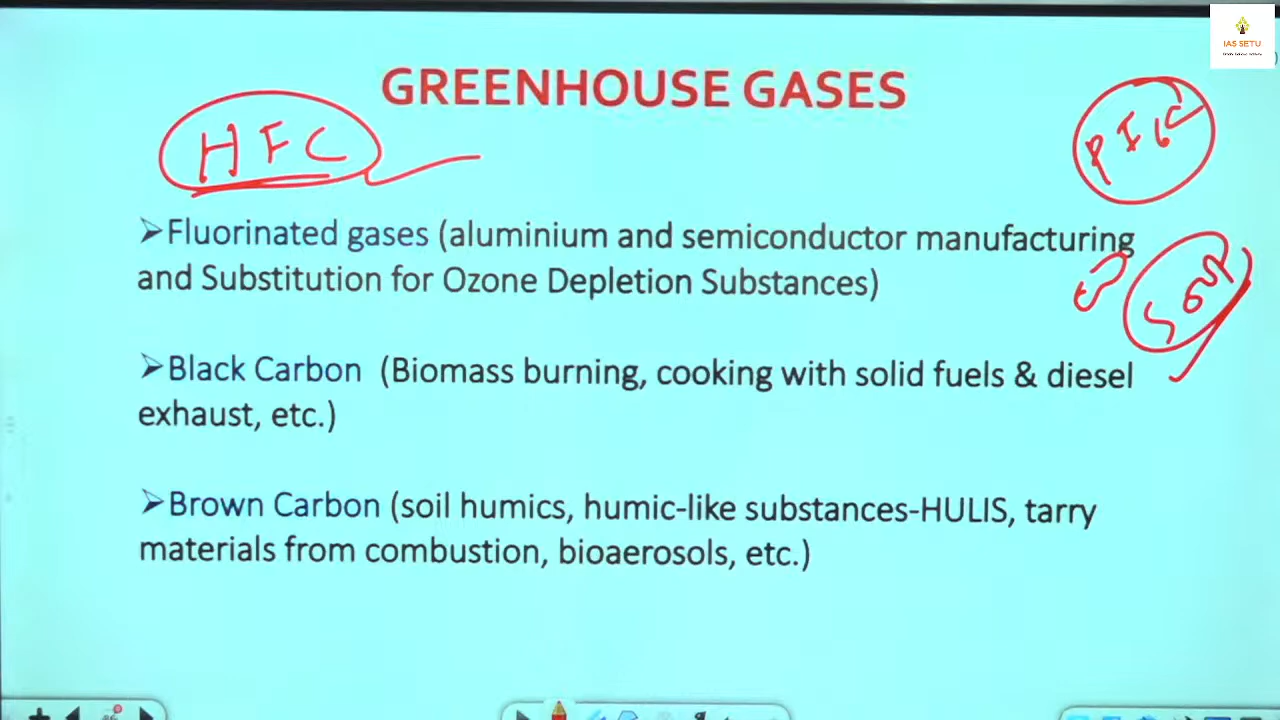 IAS SETU
GREENHOUSE GASES
HFC
➢Fluorinated gases (aluminium and semiconductor manufacturing
and Substitution for Ozone Depletion Substances)
➢Black Carbon (Biomass burning, cooking with solid fuels & diesel
exhaust, etc.)
➢Brown Carbon (soil humics, humic-like substances-HULIS, tarry
materials from combustion, bioaerosols, etc.)